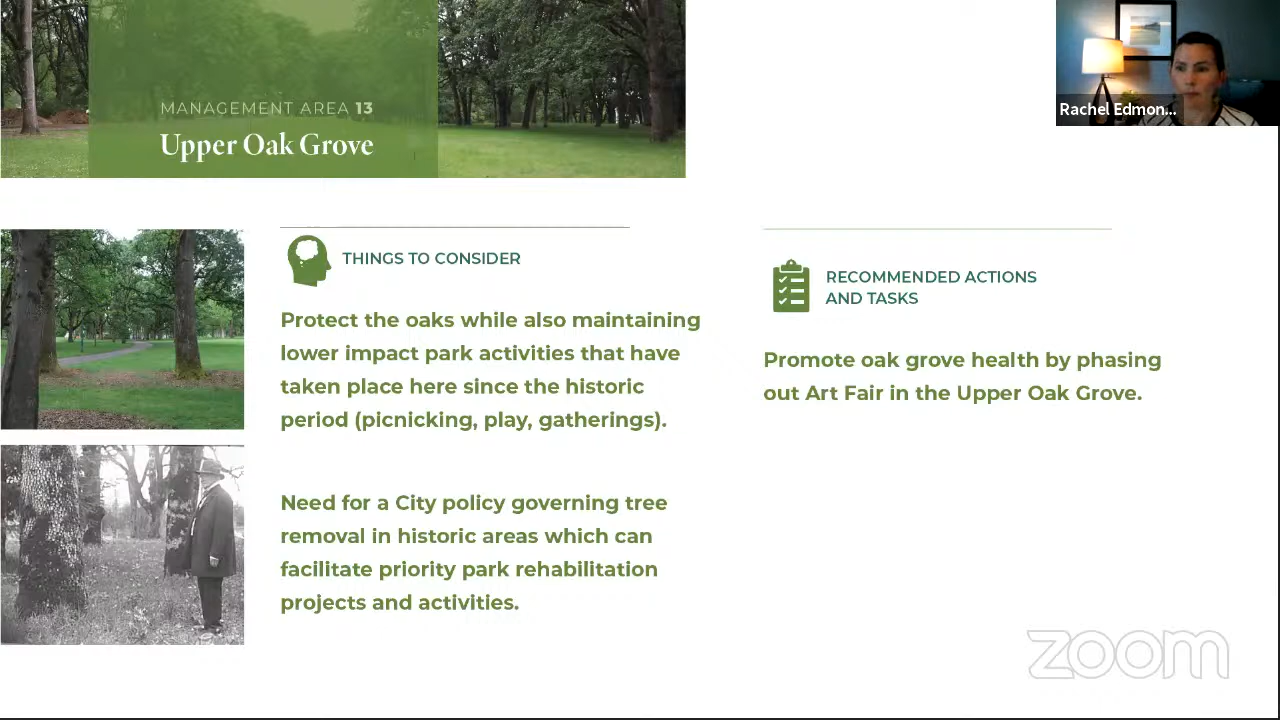 MANAGEMENT AREA 13
Upper Oak Grove
Rachel Edmon...
THINGS TO CONSIDER
Protect the oaks while also maintaining
lower impact park activities that have
taken place here since the historic
period (picnicking, play, gatherings).
Need for a City policy governing tree
removal in historic areas which can
facilitate priority park rehabilitation
projects and activities.
RECOMMENDED ACTIONS
AND TASKS
Promote oak grove health by phasing
out Art Fair in the Upper Oak Grove.
zoom